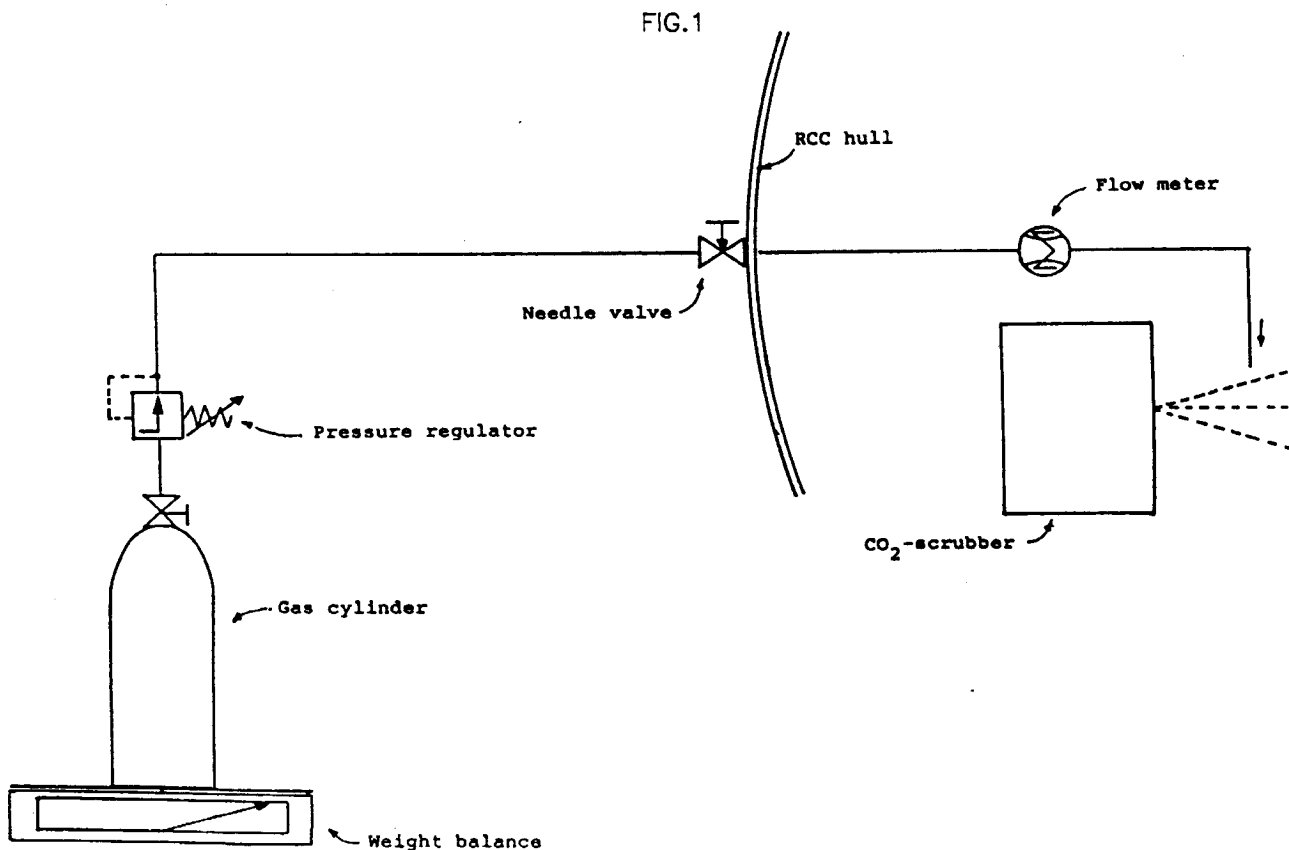 FIG.1
RCC hull
Flow meter
Needle valve
Pressure regulator
CO2-scrubber
Gas cylinder
Weight balance